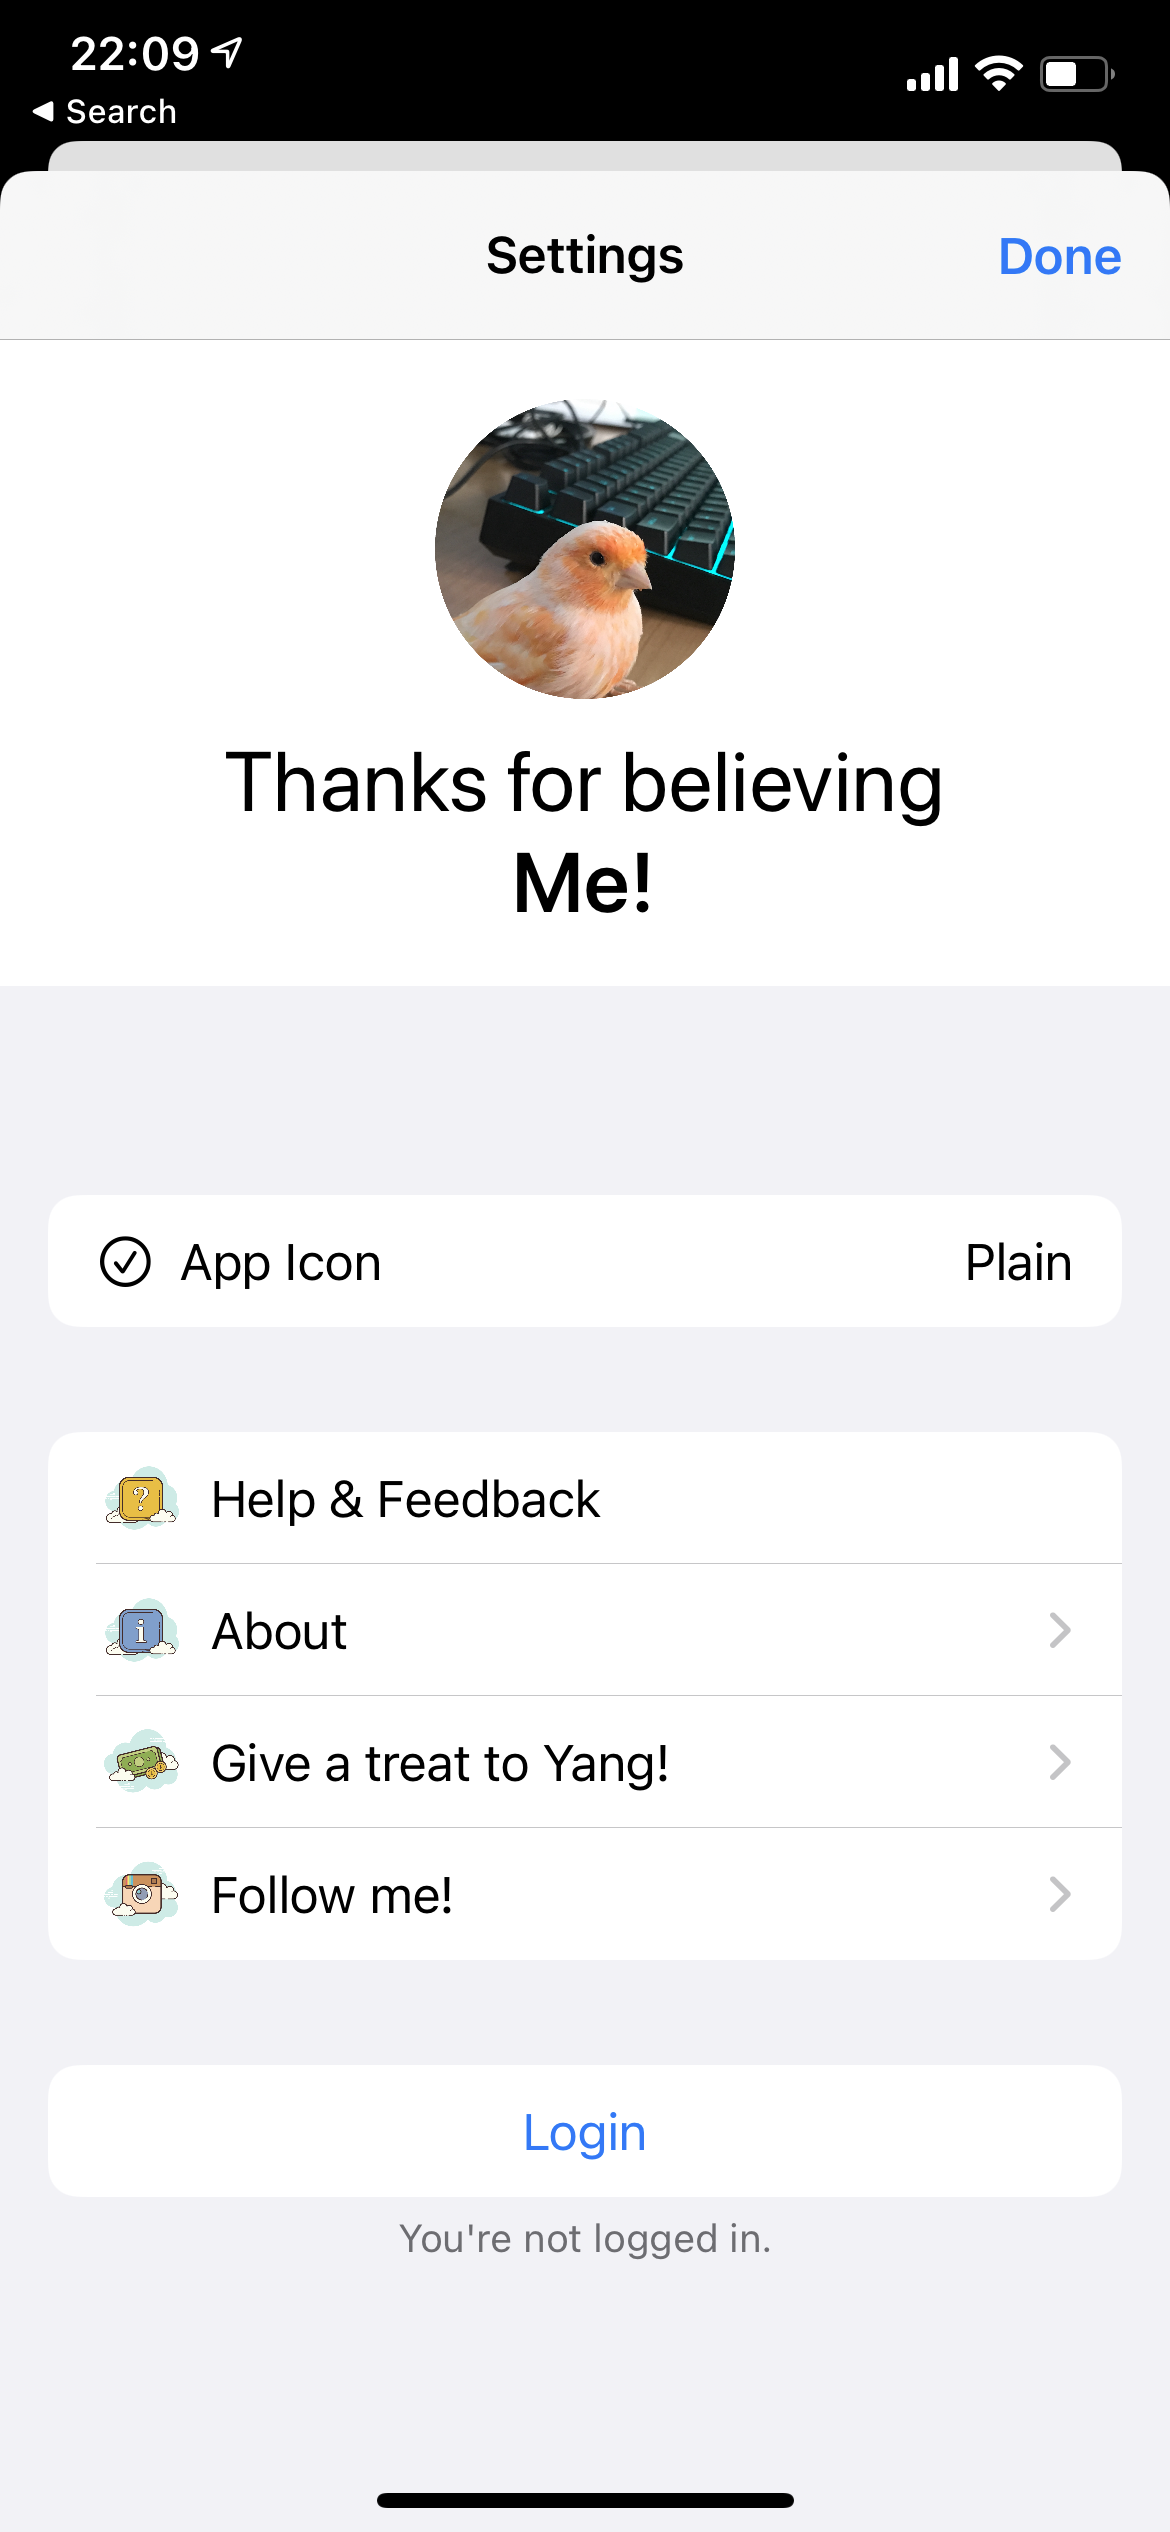 22:09
Search
Settings
Done
Thanks for believing
Me!
App Icon
Plain
Help & Feedback
About
Give a treat to Yang!
Follow me!
Login
You're not logged in.